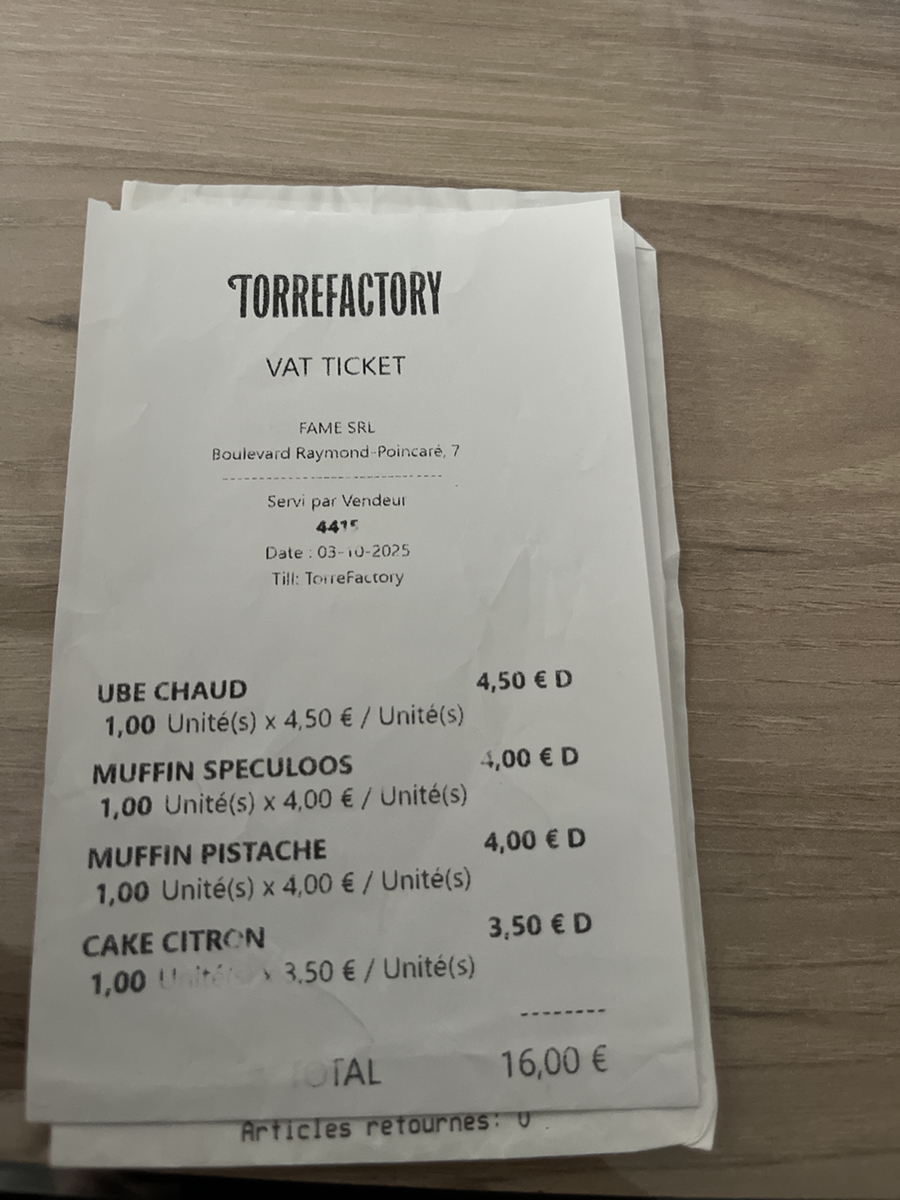 TORREFACTORY
VAT TICKET
FAME SRL
Boulevard Raymond-Poincaré, 7
Servi par Vendeur
4415
Date : 03-10-2025
Till: TorreFactory
UBE CHAUD 4,50 € D
1,00 Unité(s) x 4,50 € / Unité(s)
MUFFIN SPECULOOS 4,00 € D
1,00 Unité(s) x 4,00 € / Unité(s)
MUFFIN PISTACHE 4,00 € D
1,00 Unité(s) x 4,00 € / Unité(s)
CAKE CITRON 3,50 € D
1,00 Unité(s) x 3,50 € / Unité(s)
--------
TOTAL 16,00 €
Articles retournes: 0